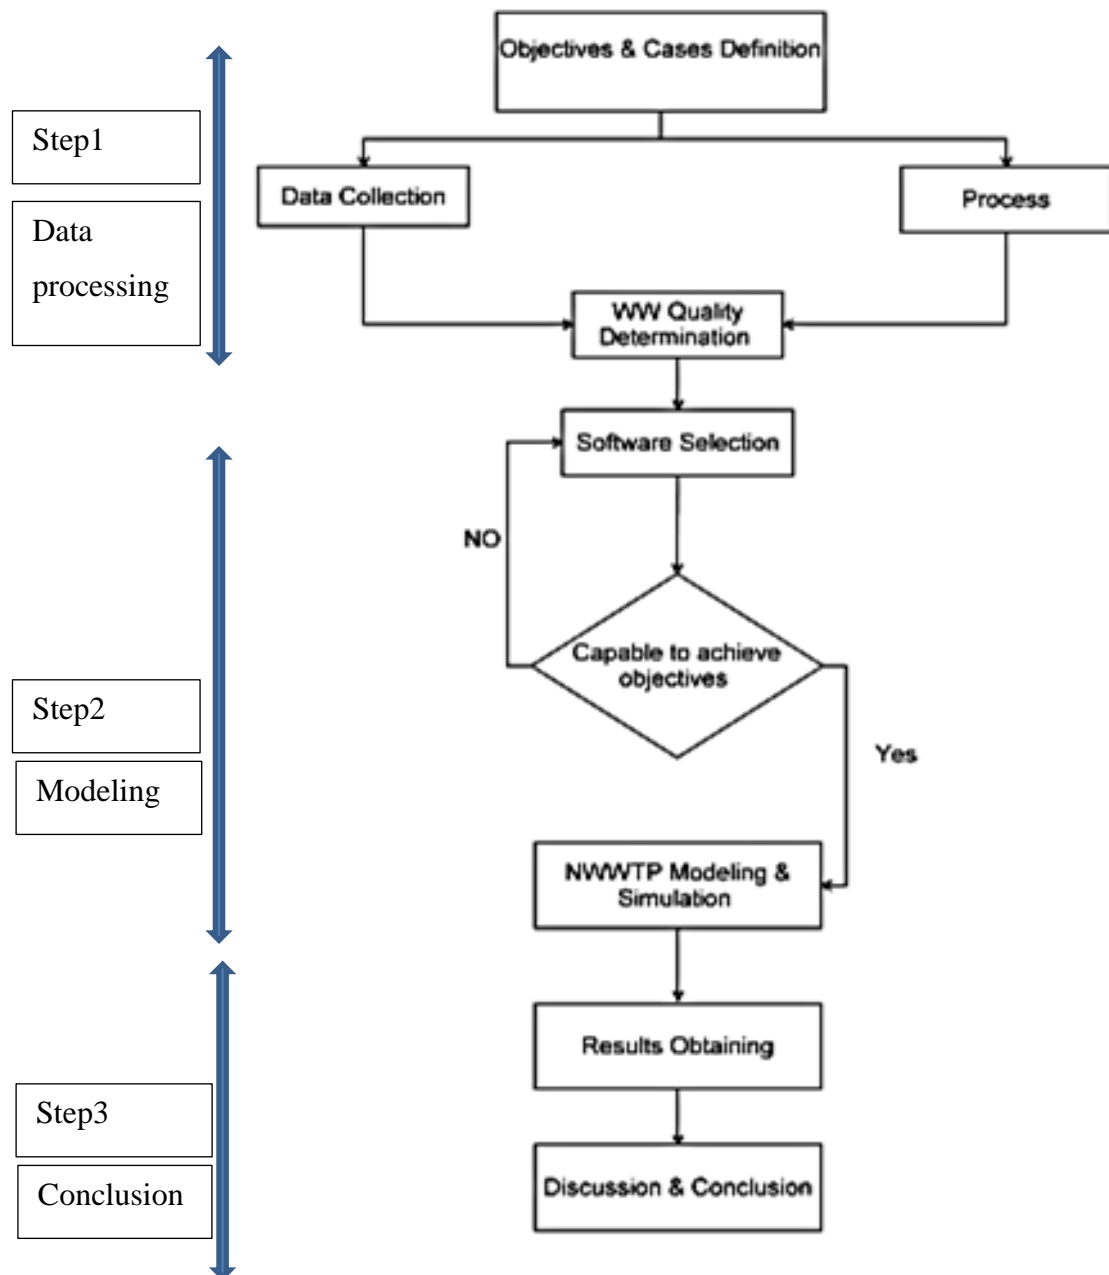 Objectives & Cases Definition
Step1
Data Collection
Process
Data
processing
WW Quality
Determination
Software Selection
NO
Capable to achieve
objectives
Step2
Yes
Modeling
NWWTP Modeling &
Simulation
Results Obtaining
Step3
Conclusion
Discussion & Conclusion